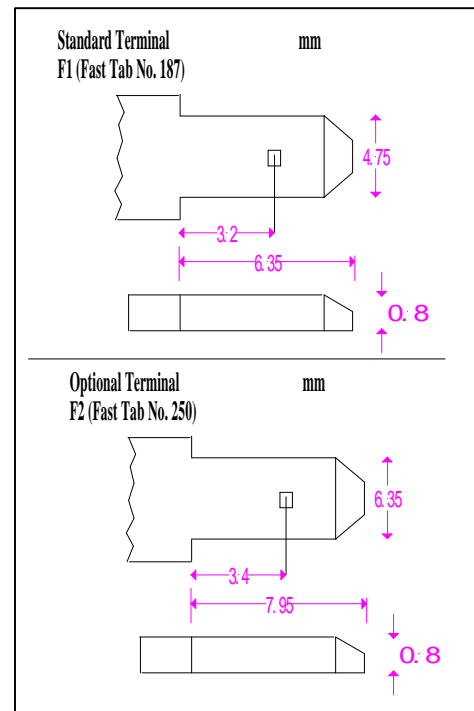 Standard Terminal mm
F1 (Fast Tab No. 187)
4.75
3.2
6.35
0.8
Optional Terminal mm
F2 (Fast Tab No. 250)
6.35
3.4
7.95
0.8